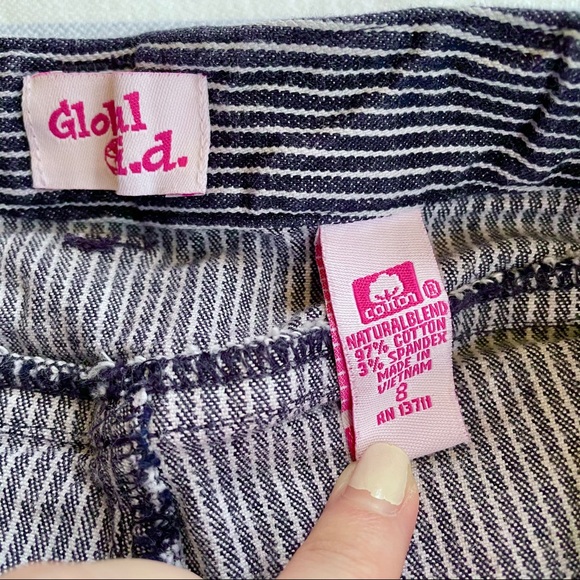 Global
i.d.
COTTON ®
NATURALBLEND
97% COTTON
3% SPANDEX
MADE IN
VIETNAM
8
RN 13711